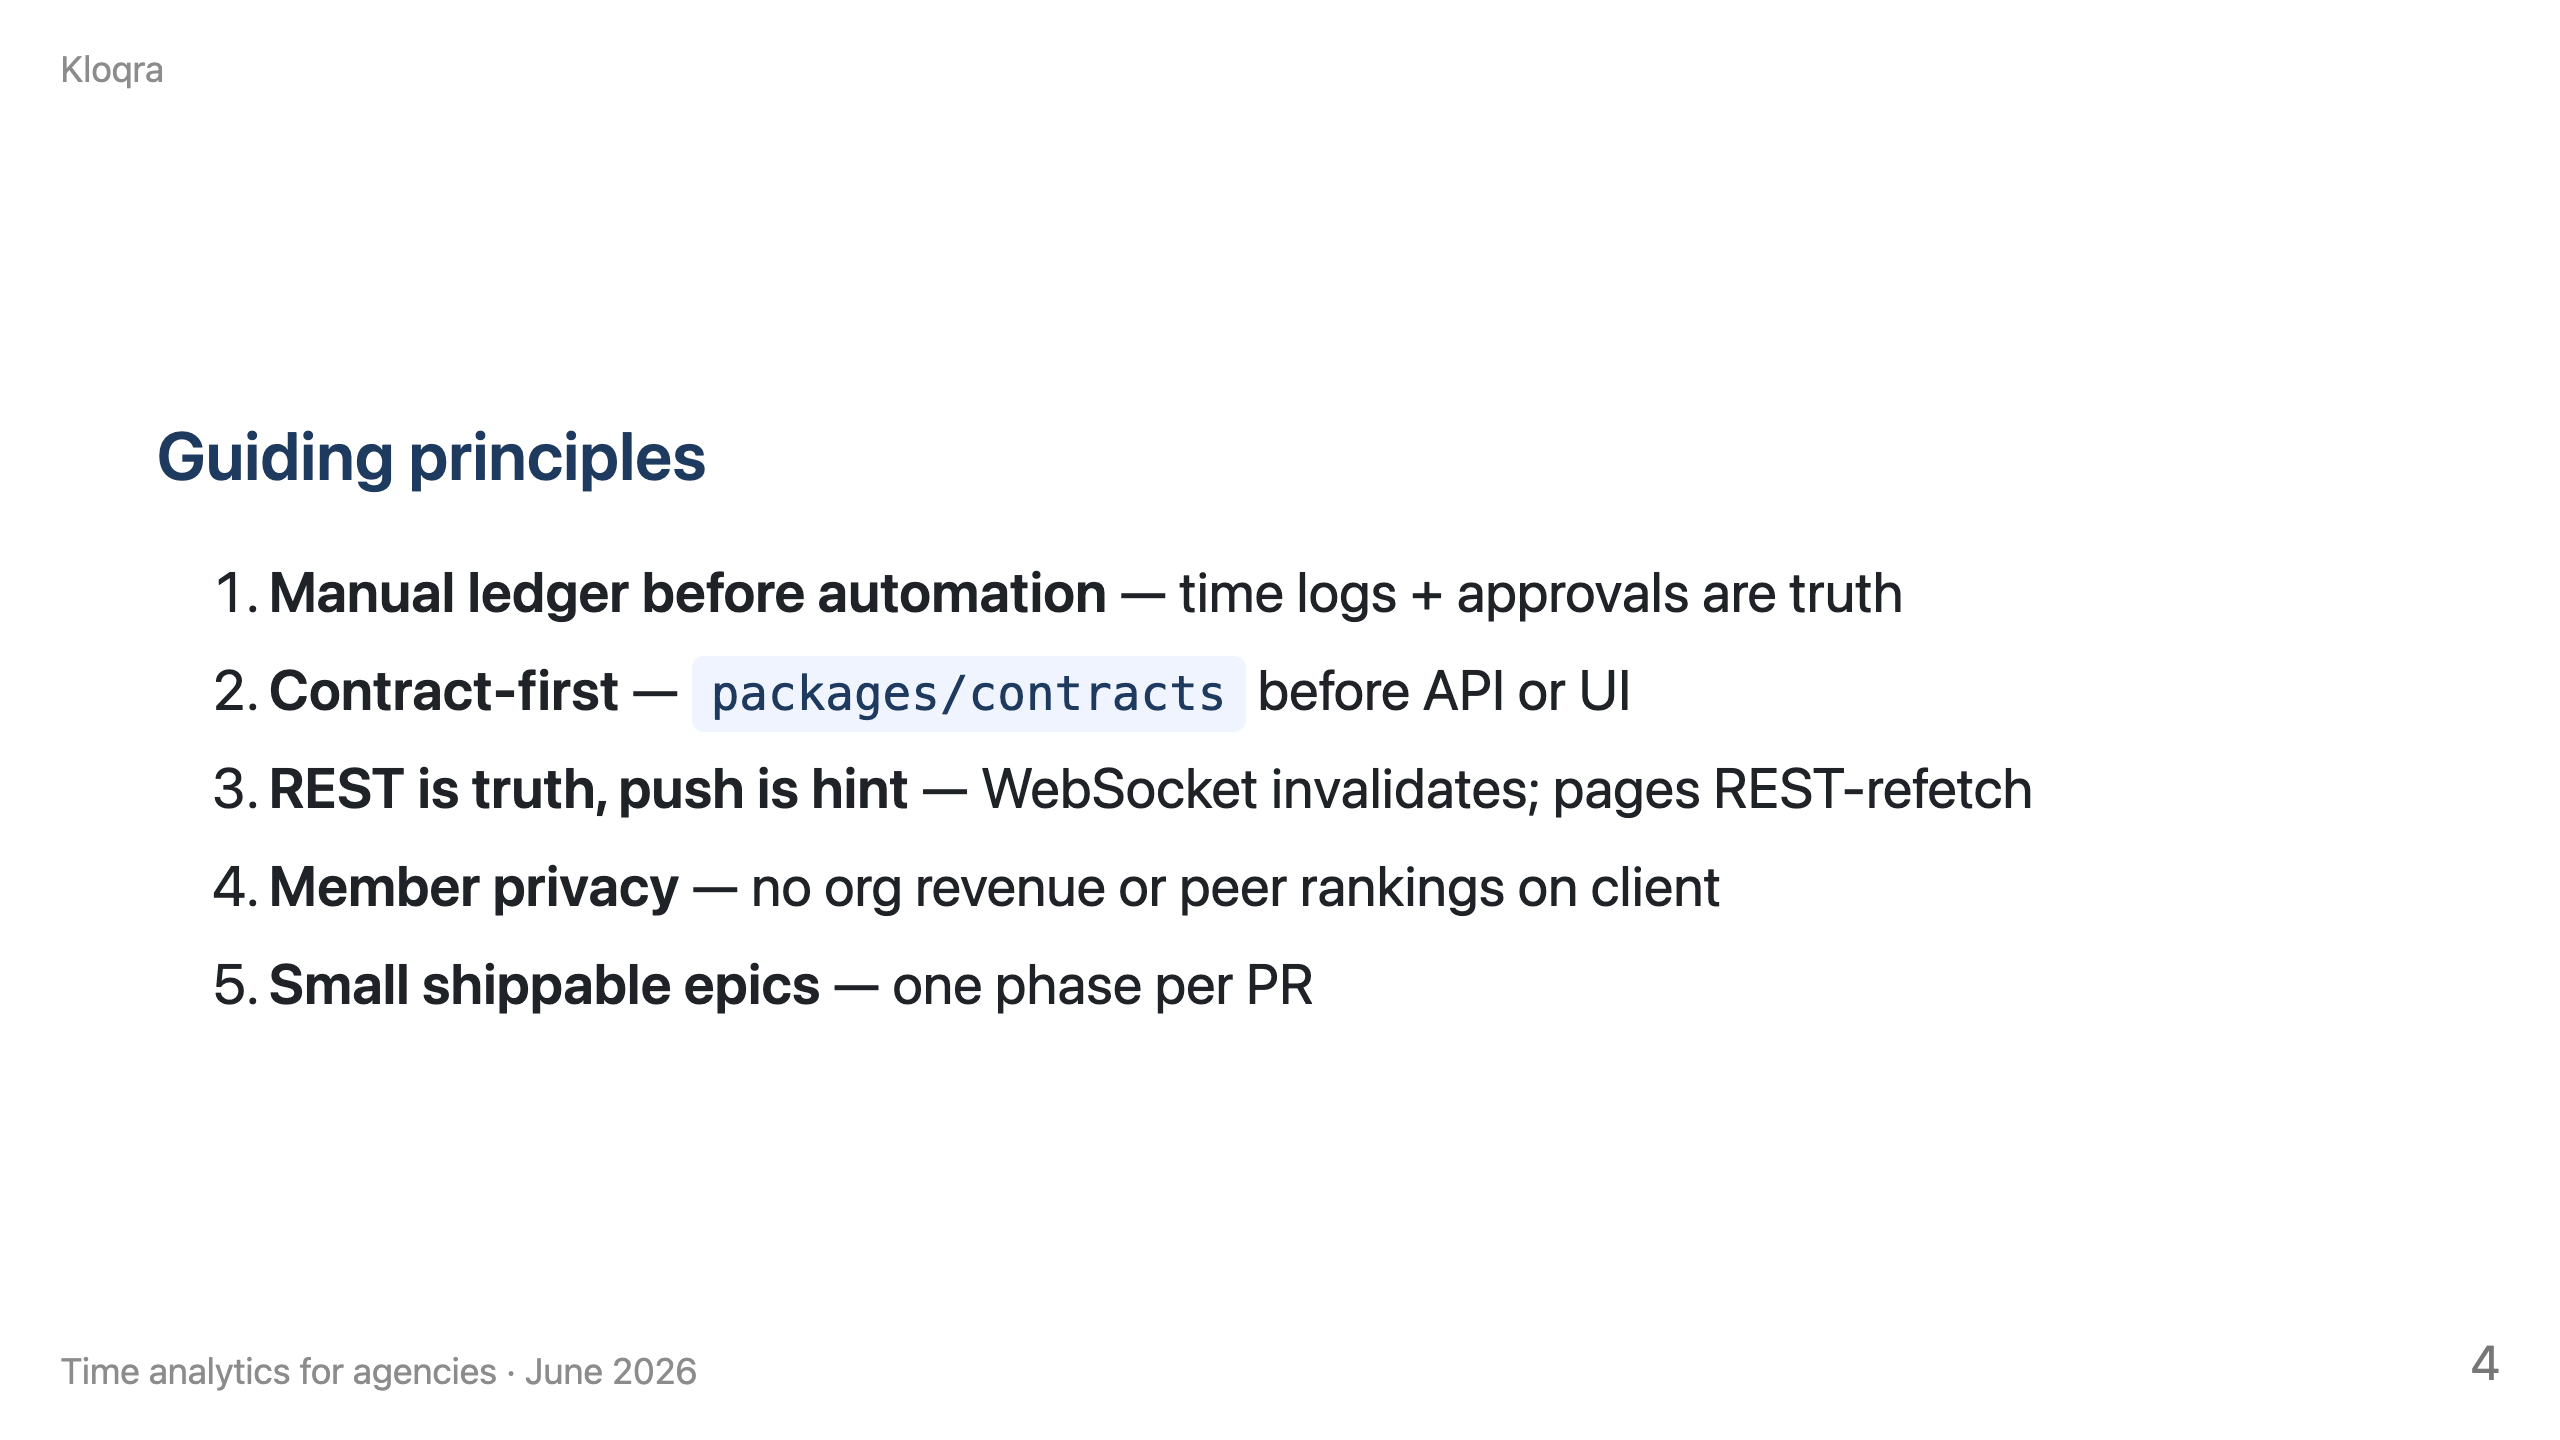 Kloqra
Guiding principles
1. Manual ledger before automation — time logs + approvals are truth
2. Contract-first — packages/contracts before API or UI
3. REST is truth, push is hint — WebSocket invalidates; pages REST-refetch
4. Member privacy — no org revenue or peer rankings on client
5. Small shippable epics — one phase per PR
Time analytics for agencies · June 2026
4